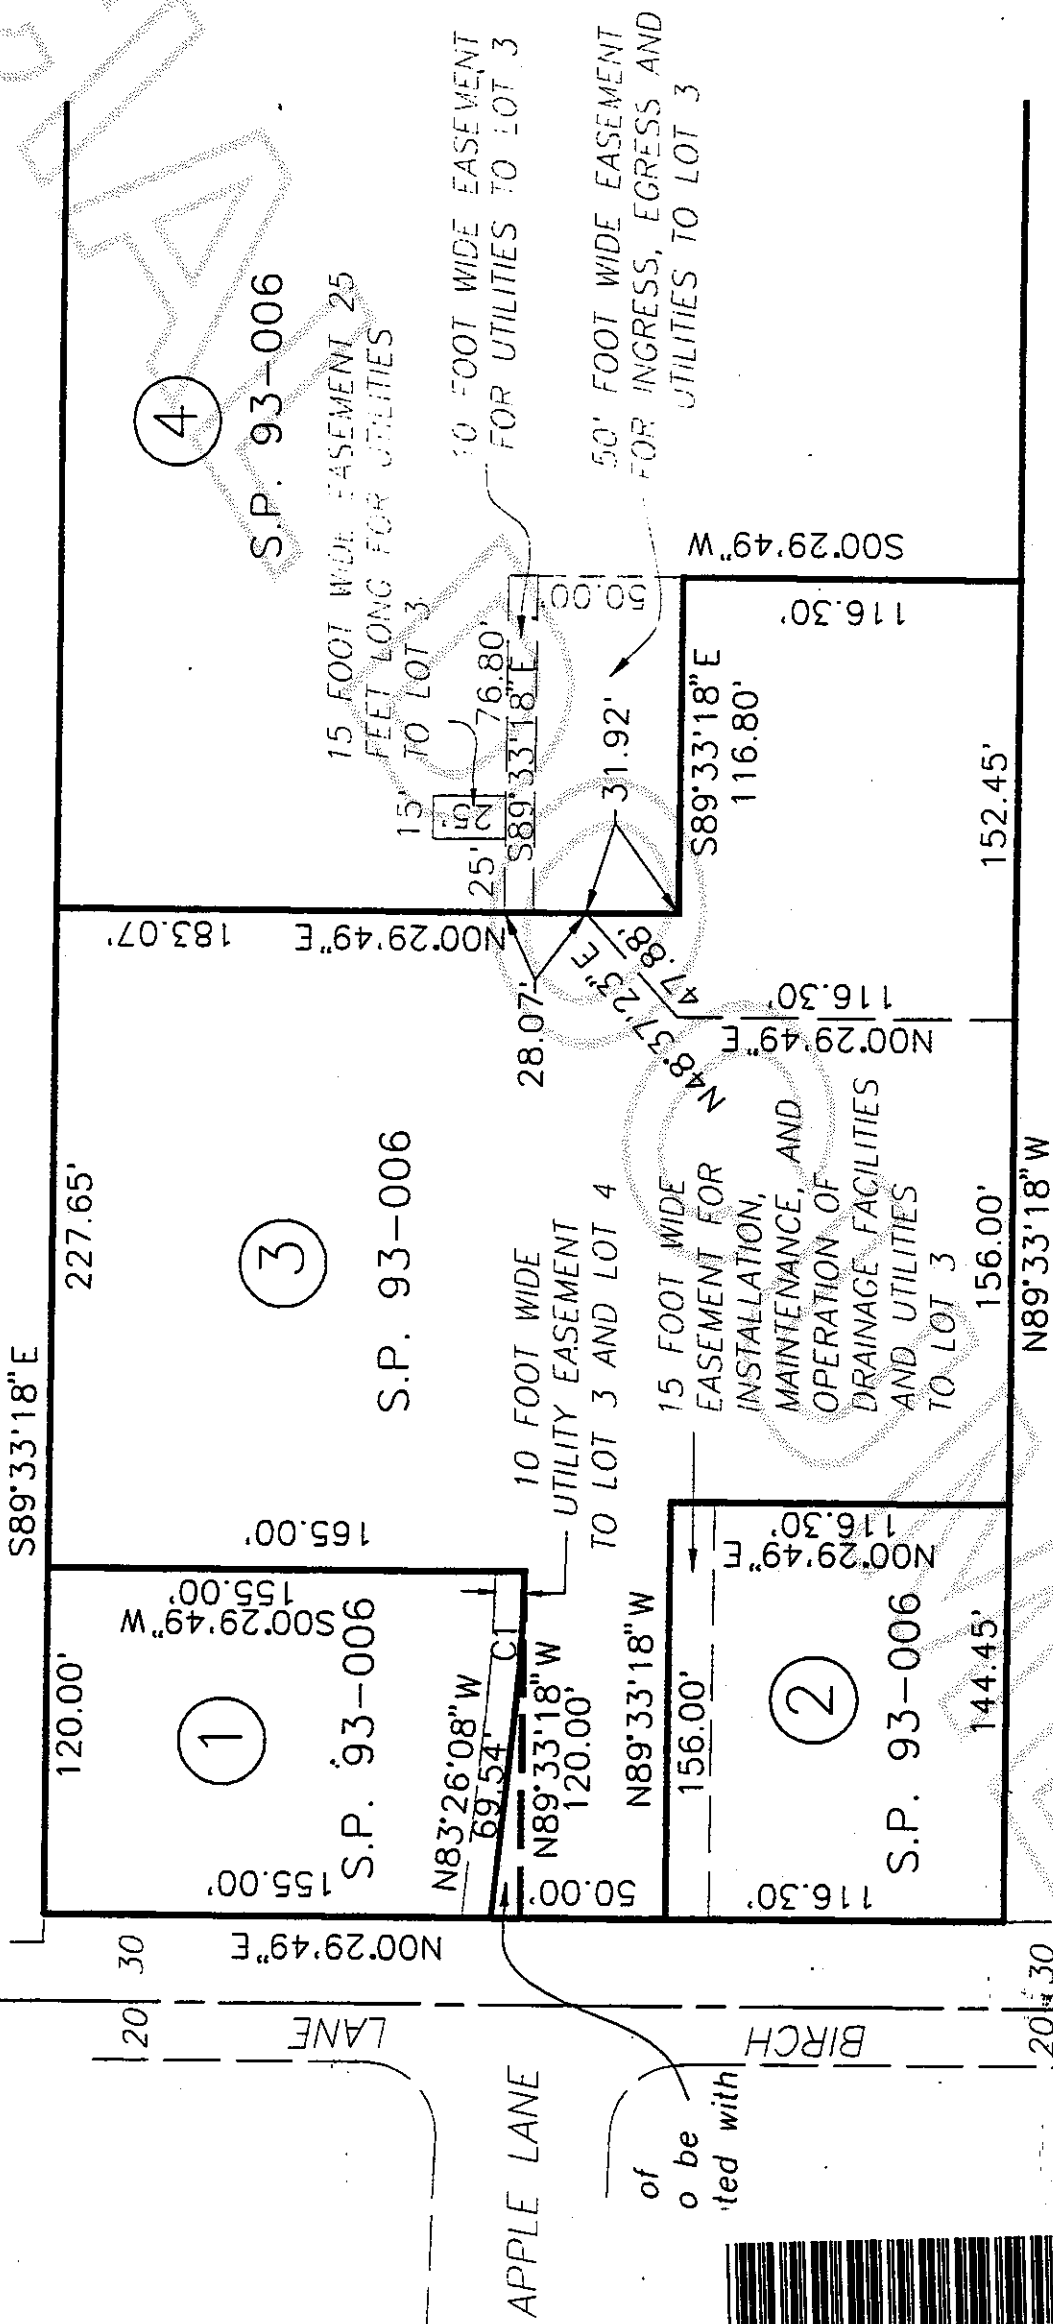 S89°33'18"E
120.00'
227.65'
1
S.P. 93-006
155.00'
N00°29'49"E
155.00'
S00°29'49"W
165.00'
N83°26'08"W
69.54'
C1
N89°33'18"W
120.00'
50.00'
3
S.P. 93-006
183.07'
N00°29'49"E
4
S.P. 93-006
15 FOOT WIDE EASEMENT 25
FEET LONG FOR UTILITIES
TO LOT 3
15'
25'
25'
76.80'
S89°33'18"E
10 FOOT WIDE EASEMENT
FOR UTILITIES TO LOT 3
50.00'
50' FOOT WIDE EASEMENT
FOR INGRESS, EGRESS AND
UTILITIES TO LOT 3
28.07'
31.92'
N48°37'23"E
47.88'
S89°33'18"E
116.80'
S00°29'49"W
116.30'
116.30'
N00°29'49"E
10 FOOT WIDE
UTILITY EASEMENT
TO LOT 3 AND LOT 4
15 FOOT WIDE
EASEMENT FOR
INSTALLATION,
MAINTENANCE, AND
OPERATION OF
DRAINAGE FACILITIES
AND UTILITIES
TO LOT 3
N89°33'18"W
156.00'
2
S.P. 93-006
116.30'
116.30'
N00°29'49"E
144.45'
156.00'
152.45'
N89°33'18"W
20 30
LANE
BIRCH
20 30
APPLE LANE
of
o be
ted with